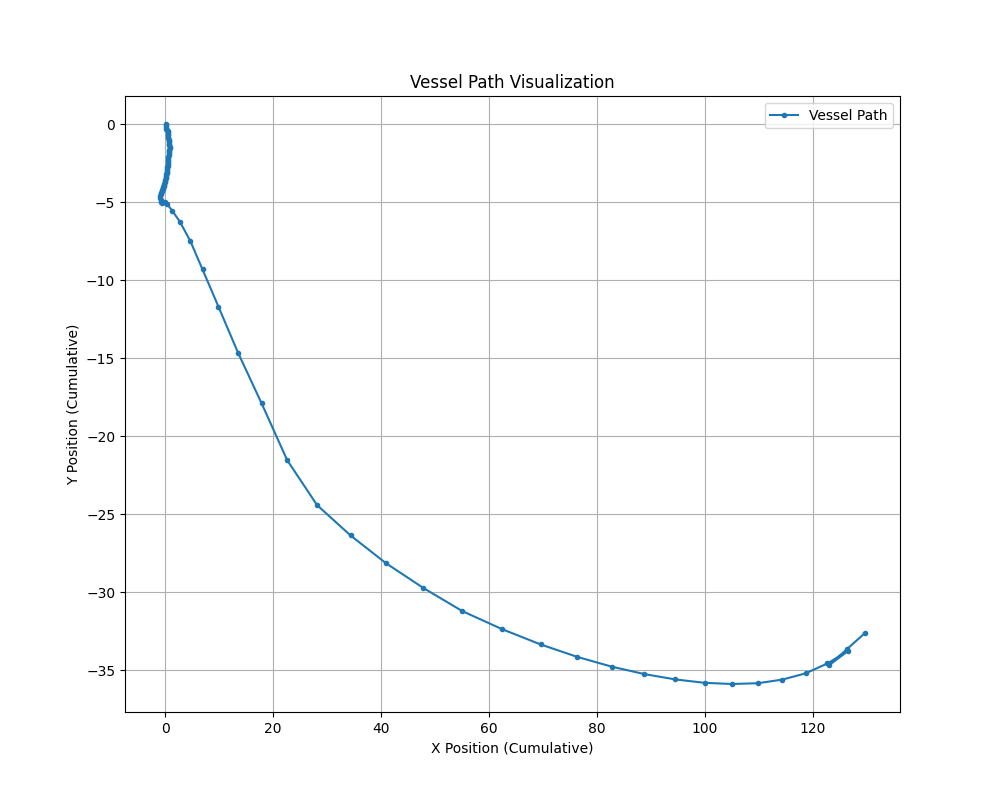 Vessel Path Visualization
Vessel Path
Y Position (Cumulative)
0
−5
−10
−15
−20
−25
−30
−35
0 20 40 60 80 100 120
X Position (Cumulative)